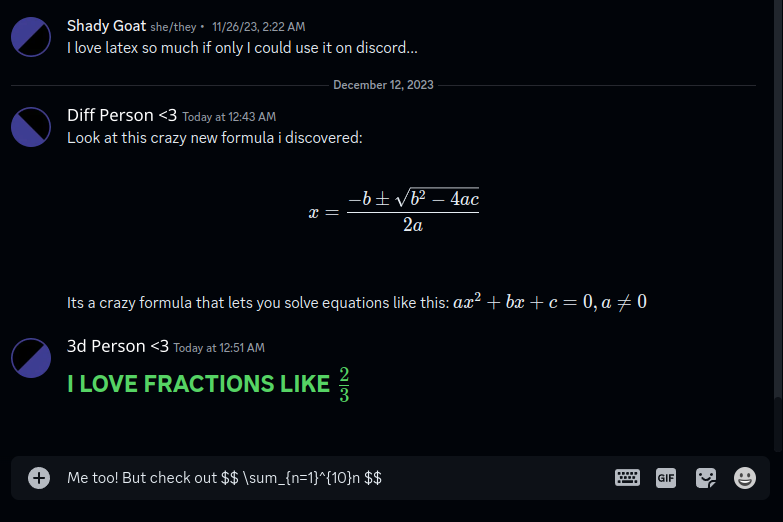 Shady Goat she/they • 11/26/23, 2:22 AM
I love latex so much if only I could use it on discord...
December 12, 2023
Diff Person <3 Today at 12:43 AM
Look at this crazy new formula i discovered:
x = \frac{-b \pm \sqrt{b^2 - 4ac}}{2a}
Its a crazy formula that lets you solve equations like this: ax² + bx + c = 0, a ≠ 0
3d Person <3 Today at 12:51 AM
I LOVE FRACTIONS LIKE \frac{2}{3}
Me too! But check out $$ \sum_{n=1}^{10}n $$
GIF